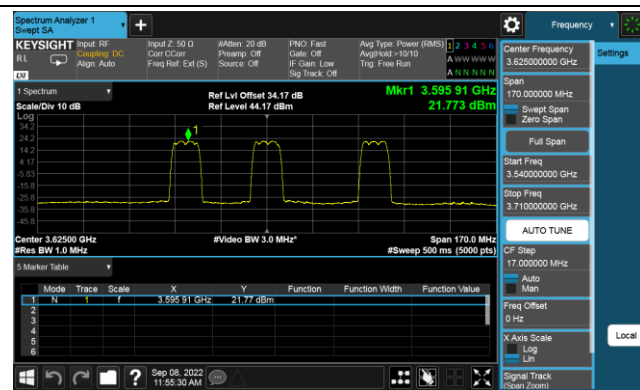 Spectrum Analyzer 1
Swept SA
Frequency
KEYSIGHT
RL
Input: RF
Coupling: DC
Align: Auto
Input Z: 50 Ω
Corr CCorr
Freq Ref: Ext (S)
#Atten: 20 dB
Preamp: Off
Source: Off
PNO: Fast
Gate: Off
IF Gain: Low
Sig Track: Off
Avg Type: Power (RMS)
Avg|Hold:>10/10
Trig: Free Run
1 2 3 4 5 6
A W W W W W
A N N N N N
1 Spectrum
Scale/Div 10 dB
Ref Lvl Offset 34.17 dB
Ref Level 44.17 dBm
Mkr1 3.595 91 GHz
21.773 dBm
Log
34.2
24.2
14.2
4.17
-5.83
-15.8
-25.8
-35.8
-45.8
1
Center 3.62500 GHz
#Res BW 1.0 MHz
#Video BW 3.0 MHz*
Span 170.0 MHz
#Sweep 500 ms (5000 pts)
5 Marker Table
Mode Trace Scale X Y Function Function Width Function Value
1 N 1 f 3.595 91 GHz 21.77 dBm
2
3
4
5
6
Sep 08, 2022
11:55:30 AM
Center Frequency
3.625000000 GHz
Span
170.000000 MHz
Swept Span
Zero Span
Full Span
Start Freq
3.540000000 GHz
Stop Freq
3.710000000 GHz
AUTO TUNE
CF Step
17.000000 MHz
Auto
Man
Freq Offset
0 Hz
X Axis Scale
Log
Lin
Signal Track
(Span Zoom)
Settings
Local